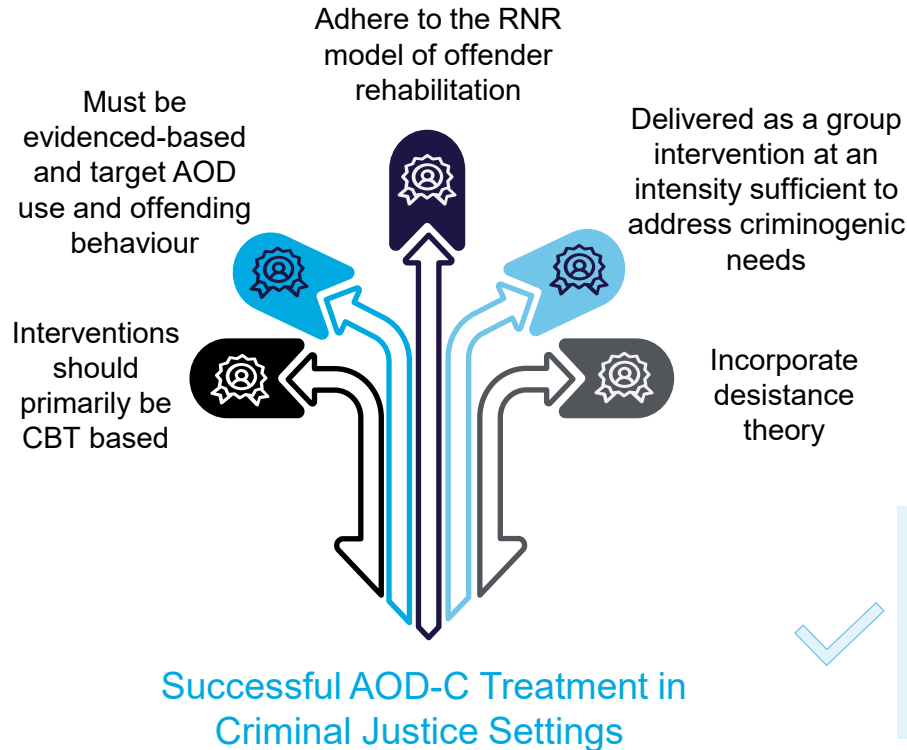 Adhere to the RNR
model of offender
rehabilitation
Must be
evidenced-based
and target AOD
use and offending
behaviour
Delivered as a group
intervention at an
intensity sufficient to
address criminogenic
needs
Interventions
should
primarily be
CBT based
Incorporate
desistance
theory
Successful AOD-C Treatment in
Criminal Justice Settings